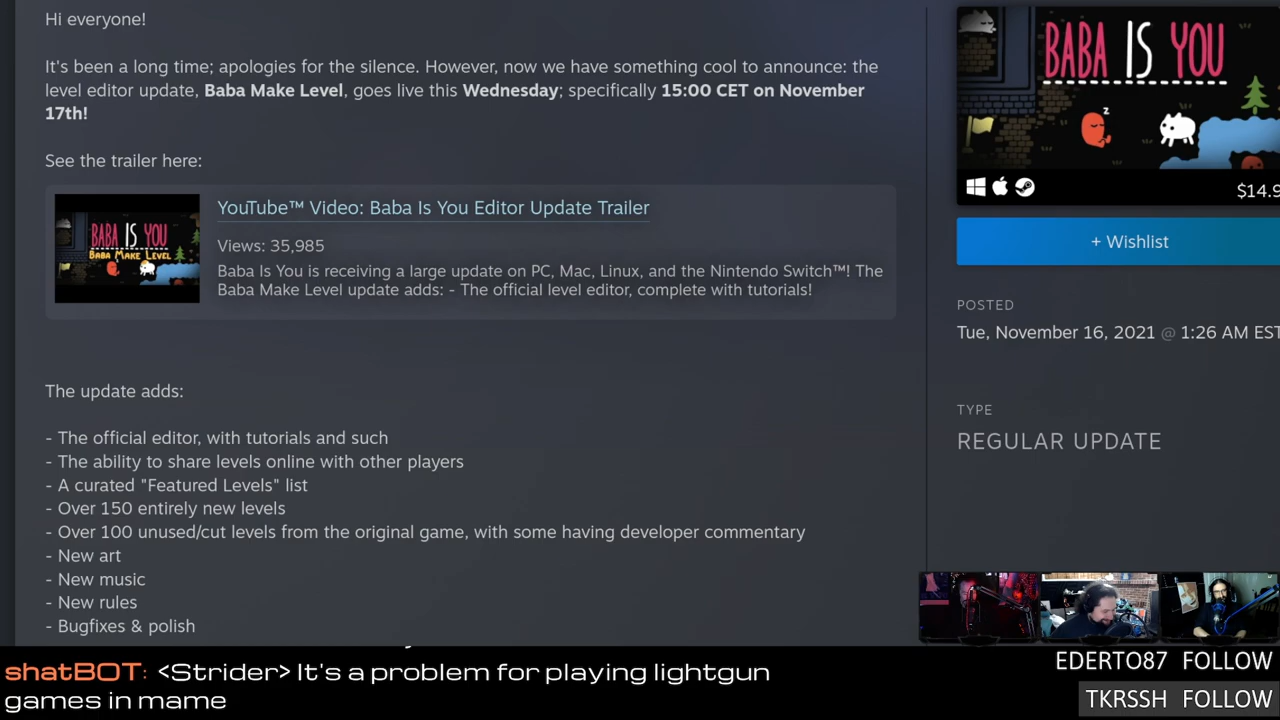 Hi everyone!
It's been a long time; apologies for the silence. However, now we have something cool to announce: the
level editor update, Baba Make Level, goes live this Wednesday; specifically 15:00 CET on November
17th!
See the trailer here:
YouTube™ Video: Baba Is You Editor Update Trailer
Views: 35,985
Baba Is You is receiving a large update on PC, Mac, Linux, and the Nintendo Switch™! The
Baba Make Level update adds: - The official level editor, complete with tutorials!
BABA IS YOU
BABA MAKE LEVEL
The update adds:
- The official editor, with tutorials and such
- The ability to share levels online with other players
- A curated "Featured Levels" list
- Over 150 entirely new levels
- Over 100 unused/cut levels from the original game, with some having developer commentary
- New art
- New music
- New rules
- Bugfixes & polish
BABA IS YOU
z
$14.9
+ Wishlist
POSTED
Tue, November 16, 2021 @ 1:26 AM EST
TYPE
REGULAR UPDATE
shatBOT: <Strider> It's a problem for playing lightgun
games in mame
EDERTO87 FOLLOW
TKRSSH FOLLOW